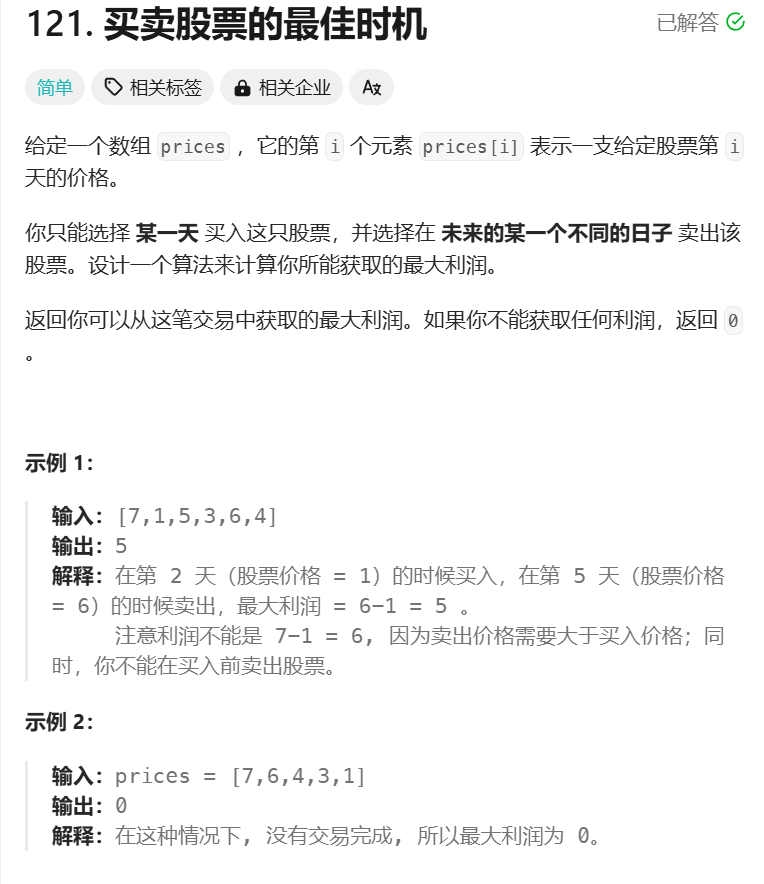 121. 买卖股票的最佳时机
已解答
简单 相关标签 相关企业 A文
给定一个数组 prices ，它的第 i 个元素 prices[i] 表示一支给定股票第 i
天的价格。
你只能选择 某一天 买入这只股票，并选择在 未来的某一个不同的日子 卖出该
股票。设计一个算法来计算你所能获取的最大利润。
返回你可以从这笔交易中获取的最大利润。如果你不能获取任何利润，返回 0
。
示例 1：
输入：[7,1,5,3,6,4]
输出：5
解释：在第 2 天（股票价格 = 1）的时候买入，在第 5 天（股票价格
= 6）的时候卖出，最大利润 = 6-1 = 5 。
注意利润不能是 7-1 = 6, 因为卖出价格需要大于买入价格；同
时，你不能在买入前卖出股票。
示例 2：
输入：prices = [7,6,4,3,1]
输出：0
解释：在这种情况下, 没有交易完成, 所以最大利润为 0。